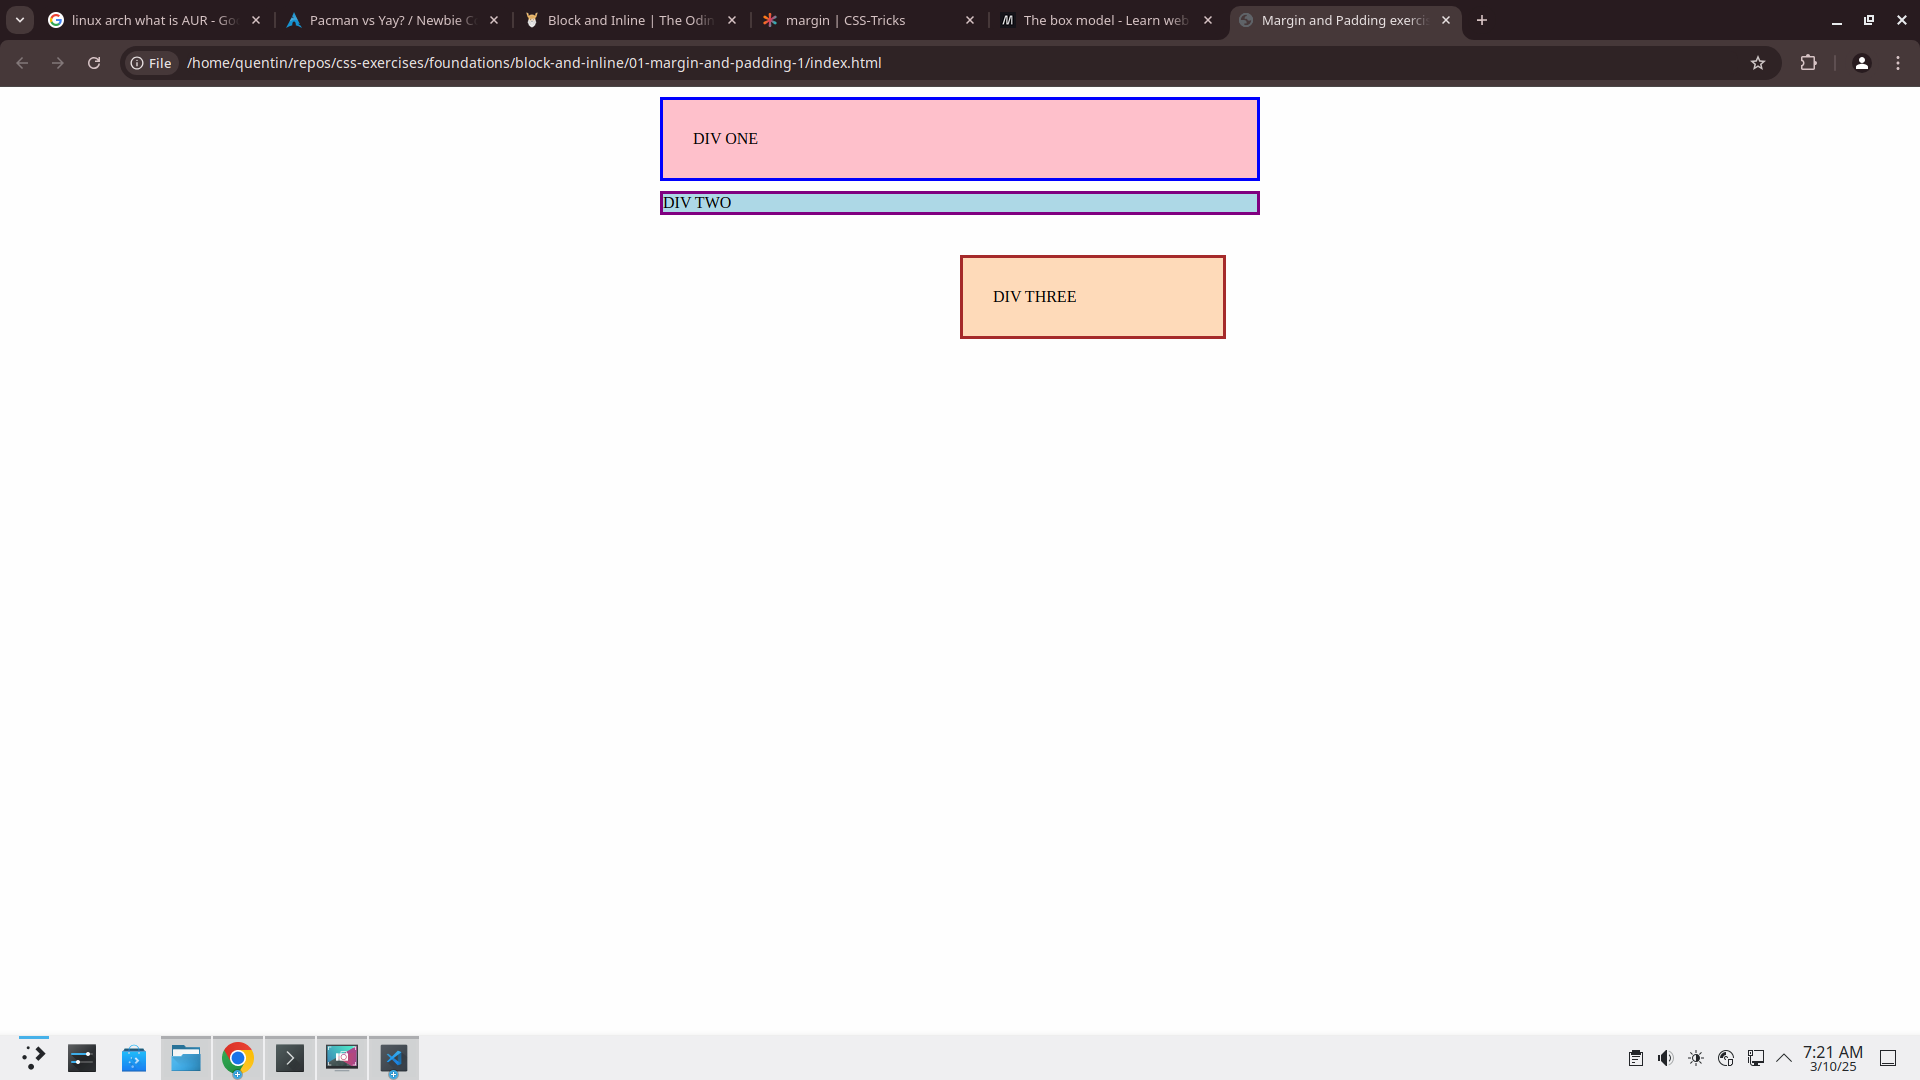 linux arch what is AUR - Go
Pacman vs Yay? / Newbie C
Block and Inline | The Odin
margin | CSS-Tricks
The box model - Learn web
Margin and Padding exerci
File
/home/quentin/repos/css-exercises/foundations/block-and-inline/01-margin-and-padding-1/index.html
DIV ONE
DIV TWO
DIV THREE
7:21 AM
3/10/25